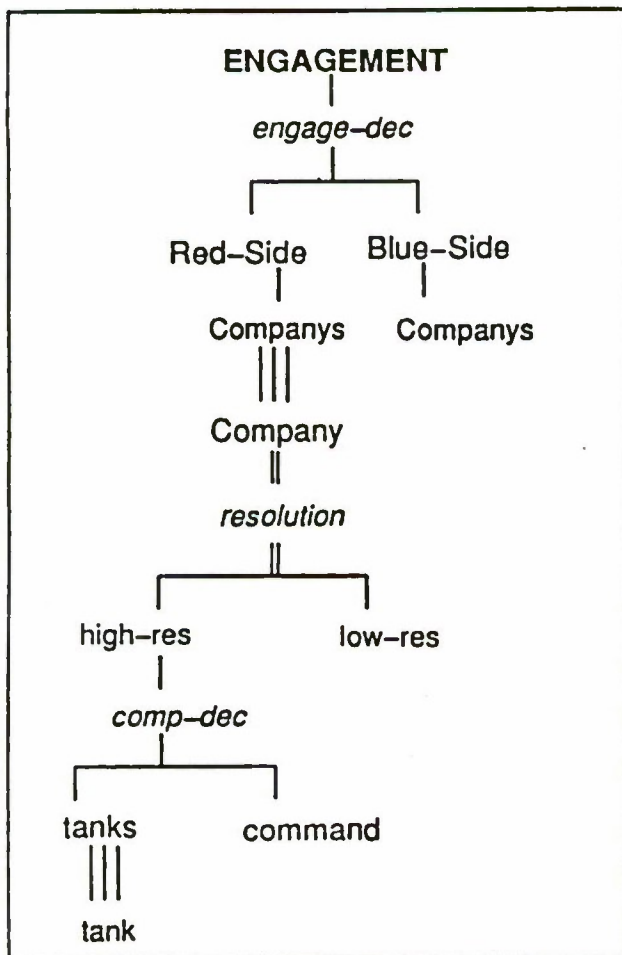 ENGAGEMENT
engage–dec
Red–Side Blue–Side
Companys Companys
Company
resolution
high–res low–res
comp–dec
tanks command
tank